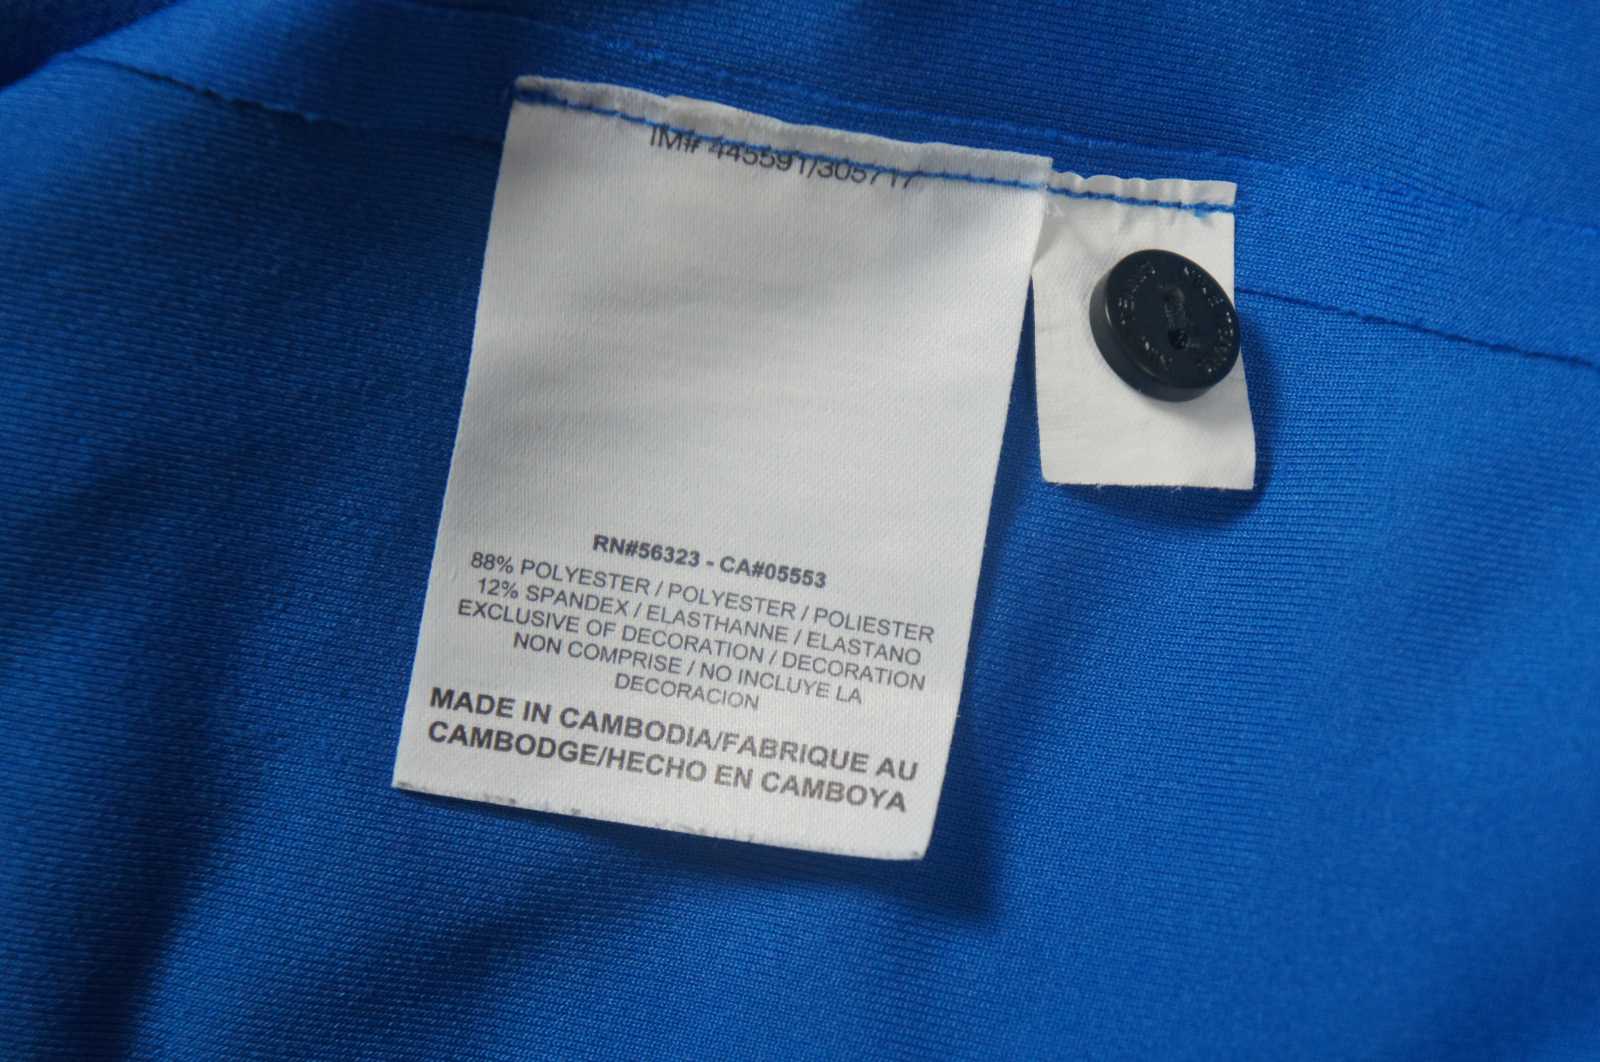 IM# 445591/305717
RN#56323 - CA#05553
88% POLYESTER / POLYESTER / POLIESTER
12% SPANDEX / ELASTHANNE / ELASTANO
EXCLUSIVE OF DECORATION / DECORATION
NON COMPRISE / NO INCLUYE LA
DECORACION
MADE IN CAMBODIA/FABRIQUE AU
CAMBODGE/HECHO EN CAMBOYA